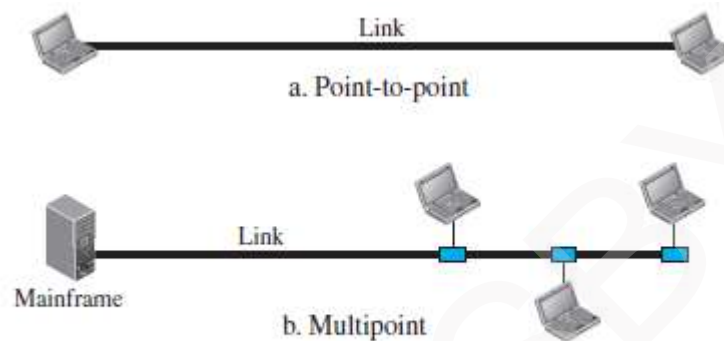 Link
a. Point-to-point
Link
Mainframe
b. Multipoint